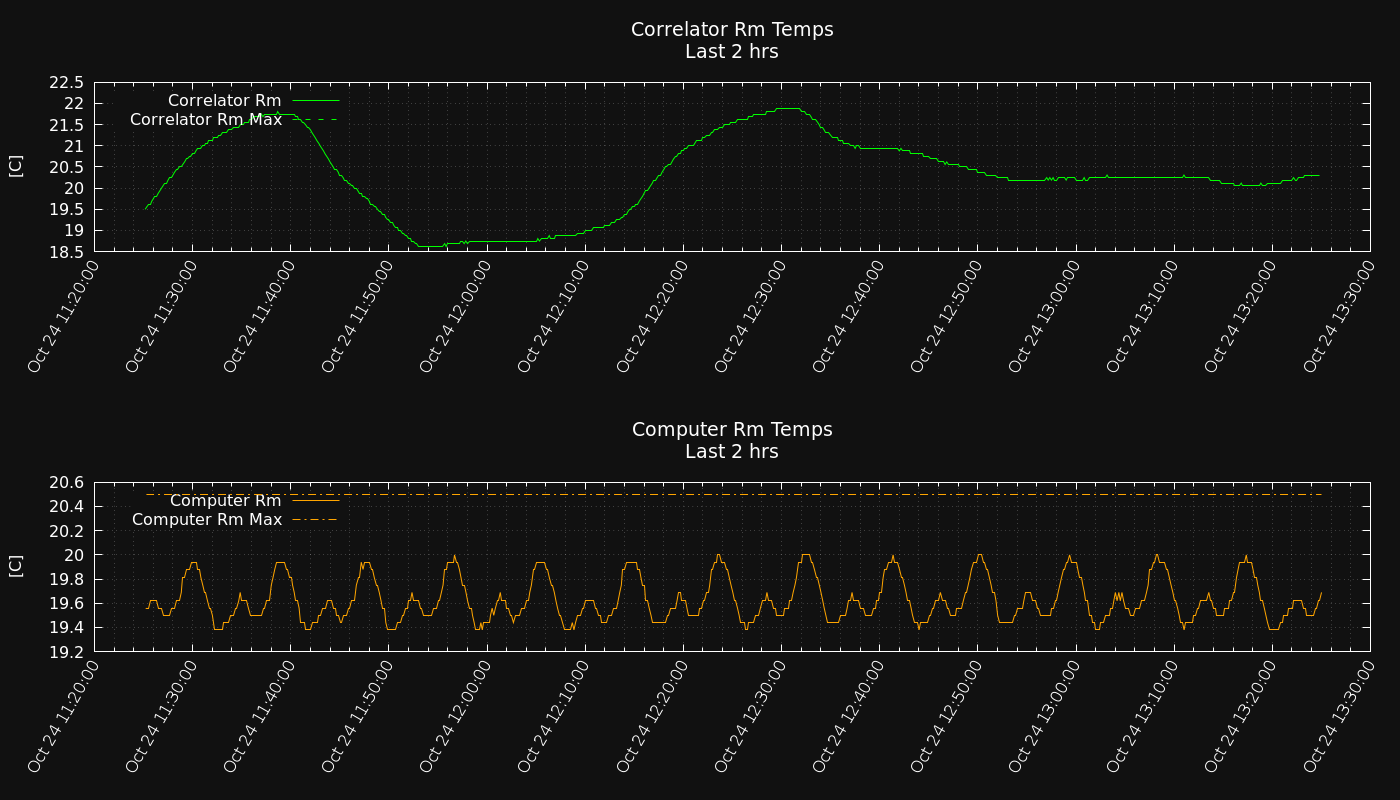 Correlator Rm Temps
Last 2 hrs
[C]
22.5
22
21.5
21
20.5
20
19.5
19
18.5
Correlator Rm
Correlator Rm Max
Oct 24 11:20:00
Oct 24 11:30:00
Oct 24 11:40:00
Oct 24 11:50:00
Oct 24 12:00:00
Oct 24 12:10:00
Oct 24 12:20:00
Oct 24 12:30:00
Oct 24 12:40:00
Oct 24 12:50:00
Oct 24 13:00:00
Oct 24 13:10:00
Oct 24 13:20:00
Oct 24 13:30:00
Computer Rm Temps
Last 2 hrs
[C]
20.6
20.4
20.2
20
19.8
19.6
19.4
19.2
Computer Rm
Computer Rm Max
Oct 24 11:20:00
Oct 24 11:30:00
Oct 24 11:40:00
Oct 24 11:50:00
Oct 24 12:00:00
Oct 24 12:10:00
Oct 24 12:20:00
Oct 24 12:30:00
Oct 24 12:40:00
Oct 24 12:50:00
Oct 24 13:00:00
Oct 24 13:10:00
Oct 24 13:20:00
Oct 24 13:30:00